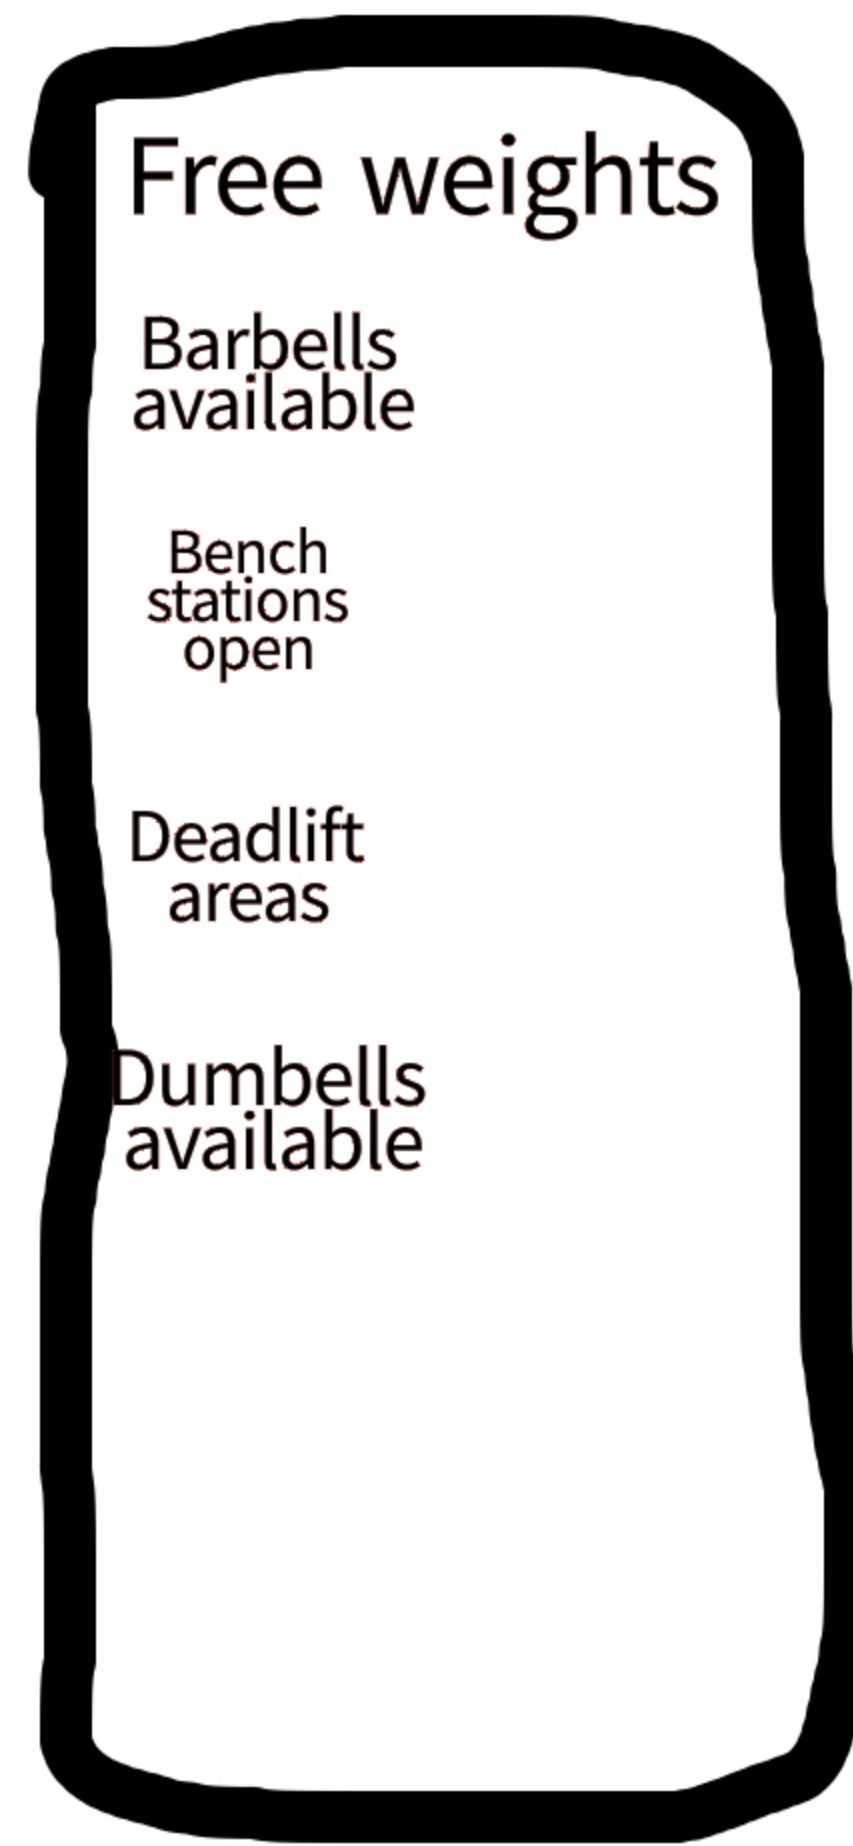 Free weights
Barbells
available
Bench
stations
open
Deadlift
areas
Dumbells
available